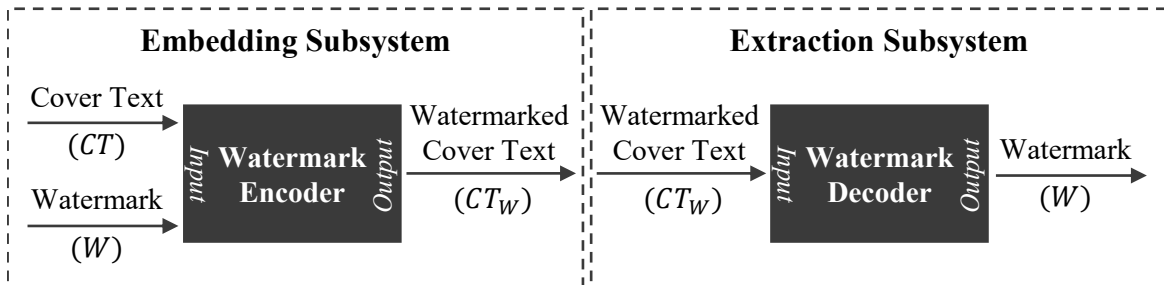 Embedding Subsystem
Cover Text
(CT)
Watermark
(W)
Input
Watermark
Encoder
Output
Watermarked
Cover Text
(CT_W)
Extraction Subsystem
Watermarked
Cover Text
(CT_W)
Input
Watermark
Decoder
Output
Watermark
(W)